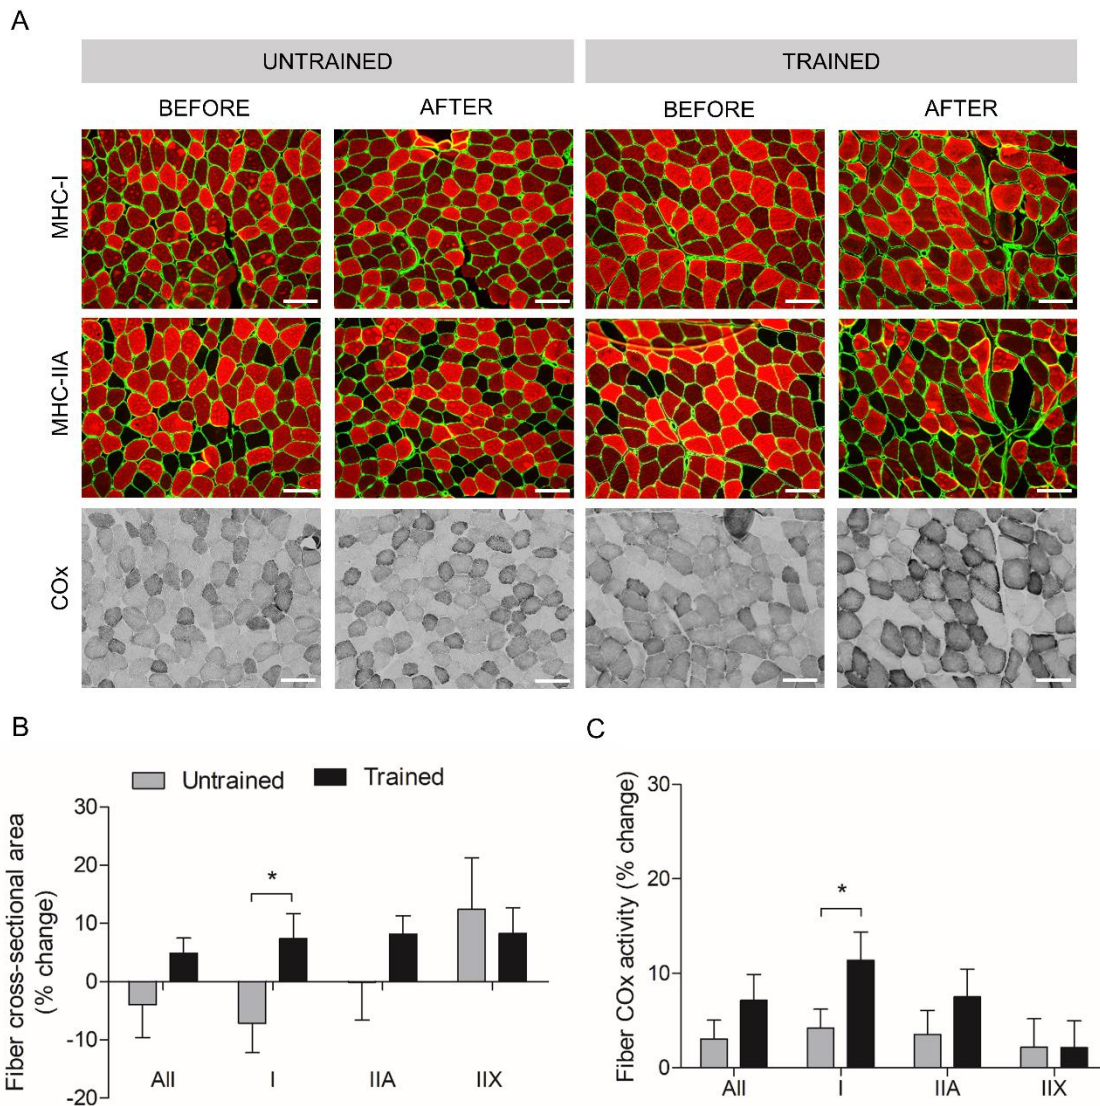 A
UNTRAINED TRAINED
BEFORE AFTER BEFORE AFTER
MHC-I
MHC-IIA
COx
B
Untrained Trained
Fiber cross-sectional area
(% change)
30
20
10
0
-10
-20
*
All I IIA IIX
C
Fiber COx activity (% change)
30
20
10
0
*
All I IIA IIX